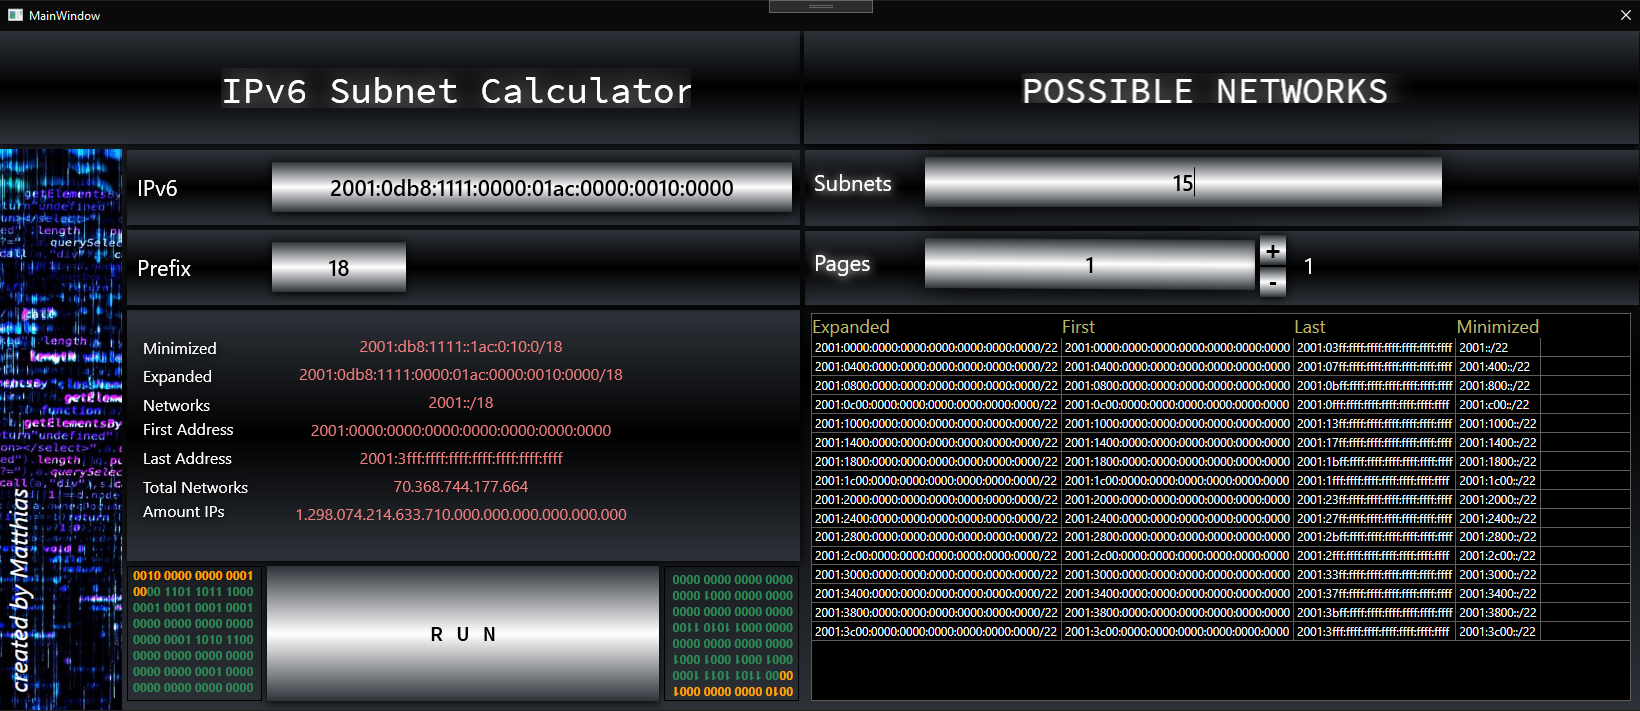 MainWindow
IPv6 Subnet Calculator
POSSIBLE NETWORKS
IPv6
2001:0db8:1111:0000:01ac:0000:0010:0000
Prefix
18
Subnets
15
Pages
1
+
-
1
Minimized 2001:db8:1111::1ac:0:10:0/18
Expanded 2001:0db8:1111:0000:01ac:0000:0010:0000/18
Networks 2001::/18
First Address 2001:0000:0000:0000:0000:0000:0000:0000
Last Address 2001:3fff:ffff:ffff:ffff:ffff:ffff:ffff
Total Networks 70.368.744.177.664
Amount IPs 1.298.074.214.633.710.000.000.000.000.000.000
0010 0000 0000 0001
0000 1101 1011 1000
0001 0001 0001 0001
0000 0000 0000 0000
0000 0001 1010 1100
0000 0000 0000 0000
0000 0000 0001 0000
0000 0000 0000 0000
R U N
0000 0000 0000 0000
0000 1000 0000 0000
0000 0000 0000 0000
0011 0101 1000 0000
0000 0000 0000 0000
1000 1000 1000 1000
0001 1101 1011 0000
1000 0000 0000 0100
created by Matthias
Expanded First Last Minimized
2001:0000:0000:0000:0000:0000:0000:0000/22 2001:0000:0000:0000:0000:0000:0000:0000 2001:03ff:ffff:ffff:ffff:ffff:ffff:ffff 2001::/22
2001:0400:0000:0000:0000:0000:0000:0000/22 2001:0400:0000:0000:0000:0000:0000:0000 2001:07ff:ffff:ffff:ffff:ffff:ffff:ffff 2001:400::/22
2001:0800:0000:0000:0000:0000:0000:0000/22 2001:0800:0000:0000:0000:0000:0000:0000 2001:0bff:ffff:ffff:ffff:ffff:ffff:ffff 2001:800::/22
2001:0c00:0000:0000:0000:0000:0000:0000/22 2001:0c00:0000:0000:0000:0000:0000:0000 2001:0fff:ffff:ffff:ffff:ffff:ffff:ffff 2001:c00::/22
2001:1000:0000:0000:0000:0000:0000:0000/22 2001:1000:0000:0000:0000:0000:0000:0000 2001:13ff:ffff:ffff:ffff:ffff:ffff:ffff 2001:1000::/22
2001:1400:0000:0000:0000:0000:0000:0000/22 2001:1400:0000:0000:0000:0000:0000:0000 2001:17ff:ffff:ffff:ffff:ffff:ffff:ffff 2001:1400::/22
2001:1800:0000:0000:0000:0000:0000:0000/22 2001:1800:0000:0000:0000:0000:0000:0000 2001:1bff:ffff:ffff:ffff:ffff:ffff:ffff 2001:1800::/22
2001:1c00:0000:0000:0000:0000:0000:0000/22 2001:1c00:0000:0000:0000:0000:0000:0000 2001:1fff:ffff:ffff:ffff:ffff:ffff:ffff 2001:1c00::/22
2001:2000:0000:0000:0000:0000:0000:0000/22 2001:2000:0000:0000:0000:0000:0000:0000 2001:23ff:ffff:ffff:ffff:ffff:ffff:ffff 2001:2000::/22
2001:2400:0000:0000:0000:0000:0000:0000/22 2001:2400:0000:0000:0000:0000:0000:0000 2001:27ff:ffff:ffff:ffff:ffff:ffff:ffff 2001:2400::/22
2001:2800:0000:0000:0000:0000:0000:0000/22 2001:2800:0000:0000:0000:0000:0000:0000 2001:2bff:ffff:ffff:ffff:ffff:ffff:ffff 2001:2800::/22
2001:2c00:0000:0000:0000:0000:0000:0000/22 2001:2c00:0000:0000:0000:0000:0000:0000 2001:2fff:ffff:ffff:ffff:ffff:ffff:ffff 2001:2c00::/22
2001:3000:0000:0000:0000:0000:0000:0000/22 2001:3000:0000:0000:0000:0000:0000:0000 2001:33ff:ffff:ffff:ffff:ffff:ffff:ffff 2001:3000::/22
2001:3400:0000:0000:0000:0000:0000:0000/22 2001:3400:0000:0000:0000:0000:0000:0000 2001:37ff:ffff:ffff:ffff:ffff:ffff:ffff 2001:3400::/22
2001:3800:0000:0000:0000:0000:0000:0000/22 2001:3800:0000:0000:0000:0000:0000:0000 2001:3bff:ffff:ffff:ffff:ffff:ffff:ffff 2001:3800::/22
2001:3c00:0000:0000:0000:0000:0000:0000/22 2001:3c00:0000:0000:0000:0000:0000:0000 2001:3fff:ffff:ffff:ffff:ffff:ffff:ffff 2001:3c00::/22